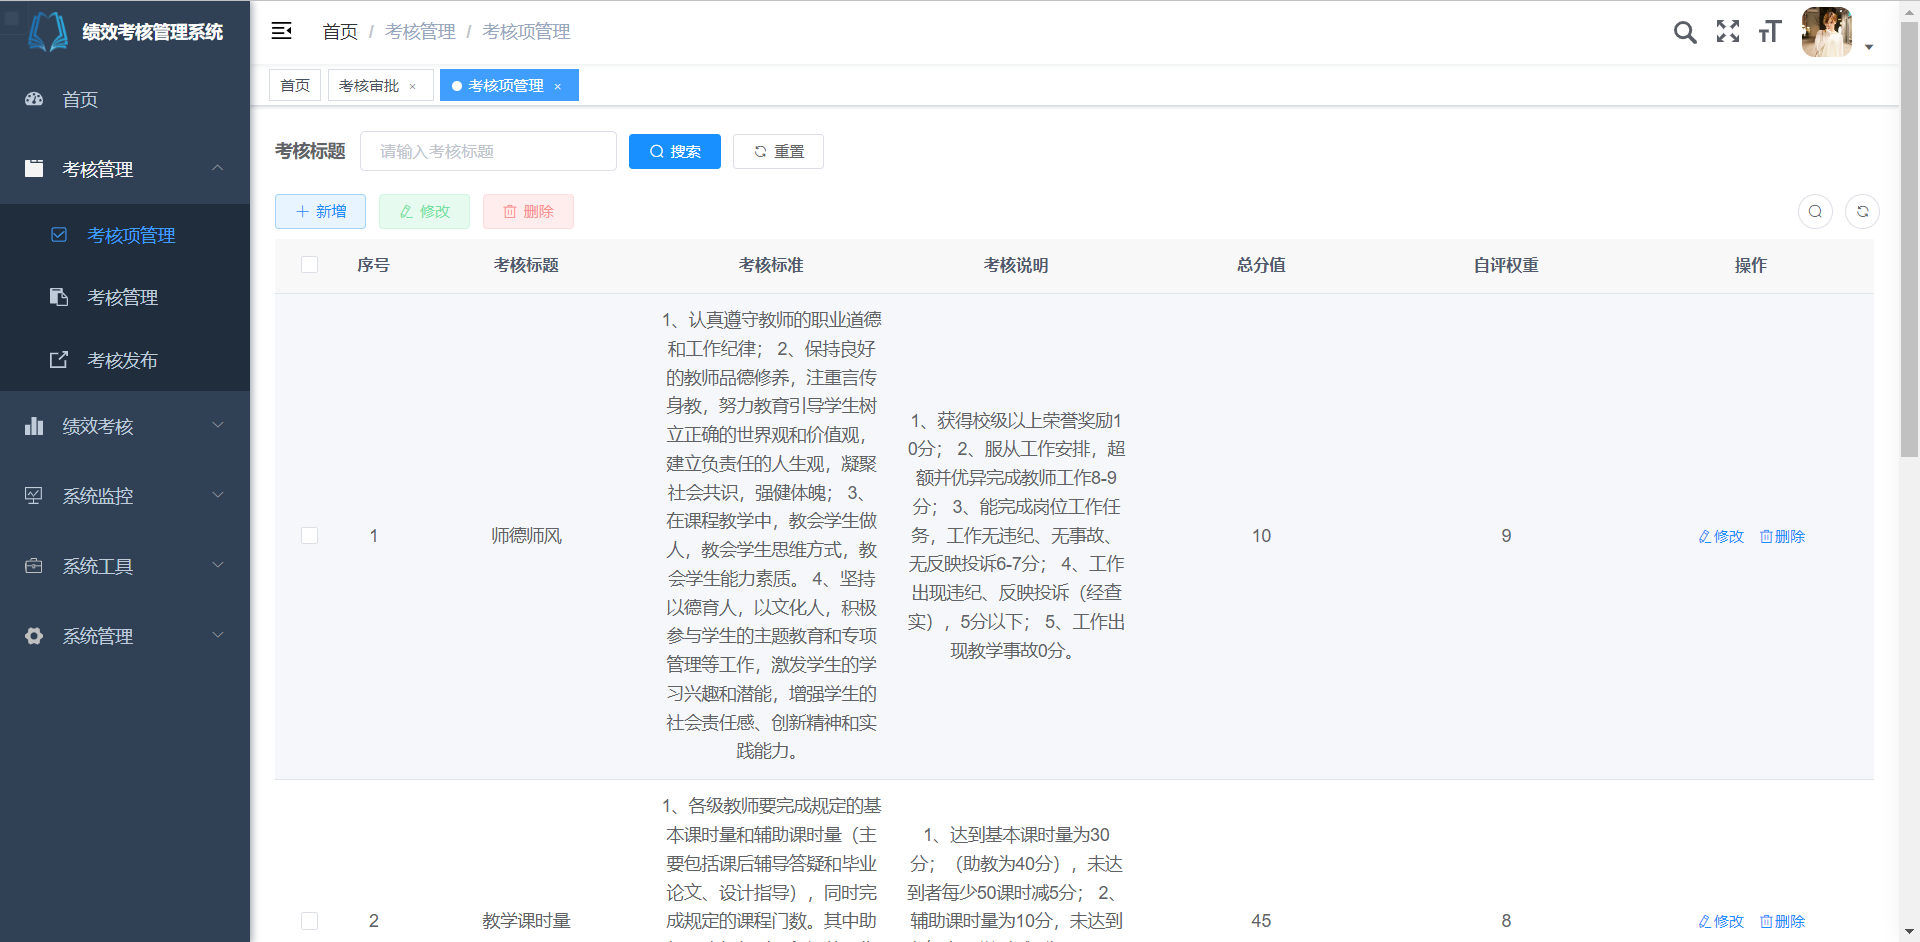 绩效考核管理系统
首页
考核管理
考核项管理
考核管理
考核发布
绩效考核
系统监控
系统工具
系统管理
首页 / 考核管理 / 考核项管理
首页 考核审批 × 考核项管理 ×
考核标题 请输入考核标题 搜索 重置
新增 修改 删除
序号 考核标题 考核标准 考核说明 总分值 自评权重 操作
1
师德师风
1、认真遵守教师的职业道德
和工作纪律； 2、保持良好
的教师品德修养，注重言传
身教，努力教育引导学生树
立正确的世界观和价值观，
建立负责任的人生观，凝聚
社会共识，强健体魄； 3、
在课程教学中，教会学生做
人，教会学生思维方式，教
会学生能力素质。 4、坚持
以德育人，以文化人，积极
参与学生的主题教育和专项
管理等工作，激发学生的学
习兴趣和潜能，增强学生的
社会责任感、创新精神和实
践能力。
1、获得校级以上荣誉奖励1
0分； 2、服从工作安排，超
额并优异完成教师工作8-9
分； 3、能完成岗位工作任
务，工作无违纪、无事故、
无反映投诉6-7分； 4、工作
出现违纪、反映投诉（经查
实），5分以下； 5、工作出
现教学事故0分。
10
9
修改 删除
2
教学课时量
1、各级教师要完成规定的基
本课时量和辅助课时量（主
要包括课后辅导答疑和毕业
论文、设计指导），同时完
成规定的课程门数。其中助
1、达到基本课时量为30
分；（助教为40分），未达
到者每少50课时减5分； 2、
辅助课时量为10分，未达到
45
8
修改 删除